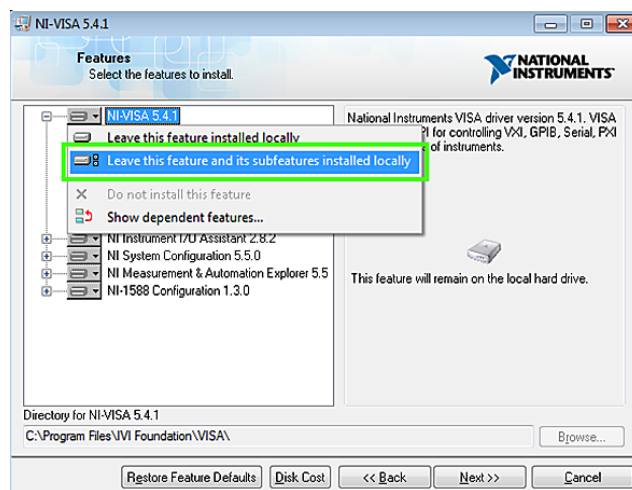 NI-VISA 5.4.1
Features
Select the features to install.
NATIONAL
INSTRUMENTS
NI-VISA 5.4.1
Leave this feature installed locally
Leave this feature and its subfeatures installed locally
Do not install this feature
Show dependent features...
NI Instrument I/O Assistant 2.8.2
NI System Configuration 5.5.0
NI Measurement & Automation Explorer 5.5
NI-1588 Configuration 1.3.0
National Instruments VISA driver version 5.4.1. VISA
PI for controlling VXI, GPIB, Serial, PXI
of instruments.
This feature will remain on the local hard drive.
Directory for NI-VISA 5.4.1
C:\Program Files\IVI Foundation\VISA\
Browse...
Restore Feature Defaults
Disk Cost
<< Back
Next >>
Cancel